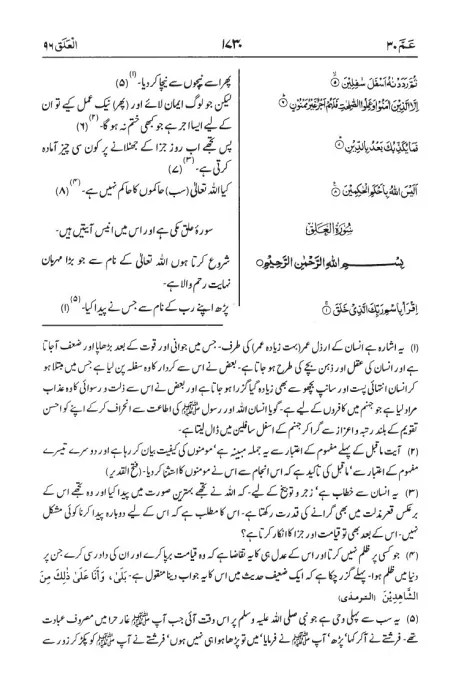 عَمَّ ۳۰
۱۷۳۰
العلق ۹۶
ثُمَّ رَدَدْنٰهُ اَسْفَلَ سٰفِلِیْنَ ۵
پھر اسے نیچوں سے نیچا کر دیا۔ (۱) (۵)
اِلَّا الَّذِیْنَ اٰمَنُوْا وَعَمِلُوا الصّٰلِحٰتِ فَلَهُمْ اَجْرٌ غَیْرُ مَمْنُوْنٍ ۶
لیکن جو لوگ ایمان لائے اور (پھر) نیک عمل کیے تو ان
کے لیے ایسا اجر ہے جو کبھی ختم نہ ہو گا۔ (۲) (۶)
فَمَا یُكَذِّبُكَ بَعْدُ بِالدِّیْنِ ۷
پس تجھے اب روز جزا کے جھٹلانے پر کون سی چیز آمادہ
کرتی ہے۔ (۳) (۷)
اَلَیْسَ اللّٰهُ بِاَحْكَمِ الْحٰكِمِیْنَ ۸
کیا اللہ تعالیٰ (سب) حاکموں کا حاکم نہیں ہے۔ (۴) (۸)
سُوْرَةُ الْعَلَقِ
سورۂ علق مکی ہے اور اس میں انیس آیتیں ہیں۔
بِسْمِ اللّٰهِ الرَّحْمٰنِ الرَّحِیْمِ
شروع کرتا ہوں اللہ تعالیٰ کے نام سے جو بڑا مہربان
نہایت رحم والا ہے۔
اِقْرَاْ بِاسْمِ رَبِّكَ الَّذِیْ خَلَقَ ۱
پڑھ اپنے رب کے نام سے جس نے پیدا کیا۔ (۵) (۱)
(۱) یہ اشارہ ہے انسان کے ارذل عمر (بہت زیادہ عمر) کی طرف۔ جس میں جوانی اور قوت کے بعد بڑھاپا اور ضعف آجاتا
ہے اور انسان کی عقل اور ذہن بچے کی طرح ہو جاتا ہے۔ بعض نے اس سے کردار کا وہ سفلہ پن لیا ہے جس میں مبتلا ہو
کر انسان انتہائی پست اور سانپ بچھو سے بھی زیادہ گیا گزرا ہو جاتا ہے اور بعض نے اس سے ذلت و رسوائی کا وہ عذاب
مراد لیا ہے جو جہنم میں کافروں کے لیے ہے۔ گویا انسان اللہ اور رسول ﷺ کی اطاعت سے انحراف کر کے اپنے کو احسن
تقویم کے بلند رتبہ و اعزاز سے گرا کر جہنم کے اسفل سافلین میں ڈال لیتا ہے۔
(۲) آیت ماقبل کے پہلے مفہوم کے اعتبار سے یہ جملہ مبینہ ہے، مومنوں کی کیفیت بیان کر رہا ہے اور دوسرے تیسرے
مفہوم کے اعتبار سے، ماقبل کی تاکید ہے کہ اس انجام سے اس نے مومنوں کا استثنا کر دیا۔ (فتح القدیر)
(۳) یہ انسان سے خطاب ہے، زجر و توبیخ کے لیے۔ کہ اللہ نے تجھے بہترین صورت میں پیدا کیا اور وہ تجھے اس کے
برعکس قعر مذلت میں بھی گرانے کی قدرت رکھتا ہے۔ اس کا مطلب ہے کہ اس کے لیے دوبارہ پیدا کرنا کوئی مشکل
نہیں۔ اس کے بعد بھی تو قیامت اور جزا کا انکار کرتا ہے؟
(۴) جو کسی پر ظلم نہیں کرتا اور اس کے عدل ہی کا یہ تقاضا ہے کہ وہ قیامت برپا کرے اور ان کی داد رسی کرے جن پر
دنیا میں ظلم ہوا۔ پہلے گزر چکا ہے کہ ایک ضعیف حدیث میں اس کا یہ جواب دینا منقول ہے۔ بَلٰی، وَأَنَا عَلٰی ذٰلِكَ مِنَ
الشَّاهِدِیْنَ (الترمذی)
(۵) یہ سب سے پہلی وحی ہے جو نبی صلی اللہ علیہ وسلم پر اس وقت آئی جب آپ ﷺ غار حرا میں مصروف عبادت
تھے۔ فرشتے نے آکر کہا، پڑھ، آپ ﷺ نے فرمایا، میں تو پڑھا ہوا ہی نہیں ہوں، فرشتے نے آپ ﷺ کو پکڑ کر زور سے